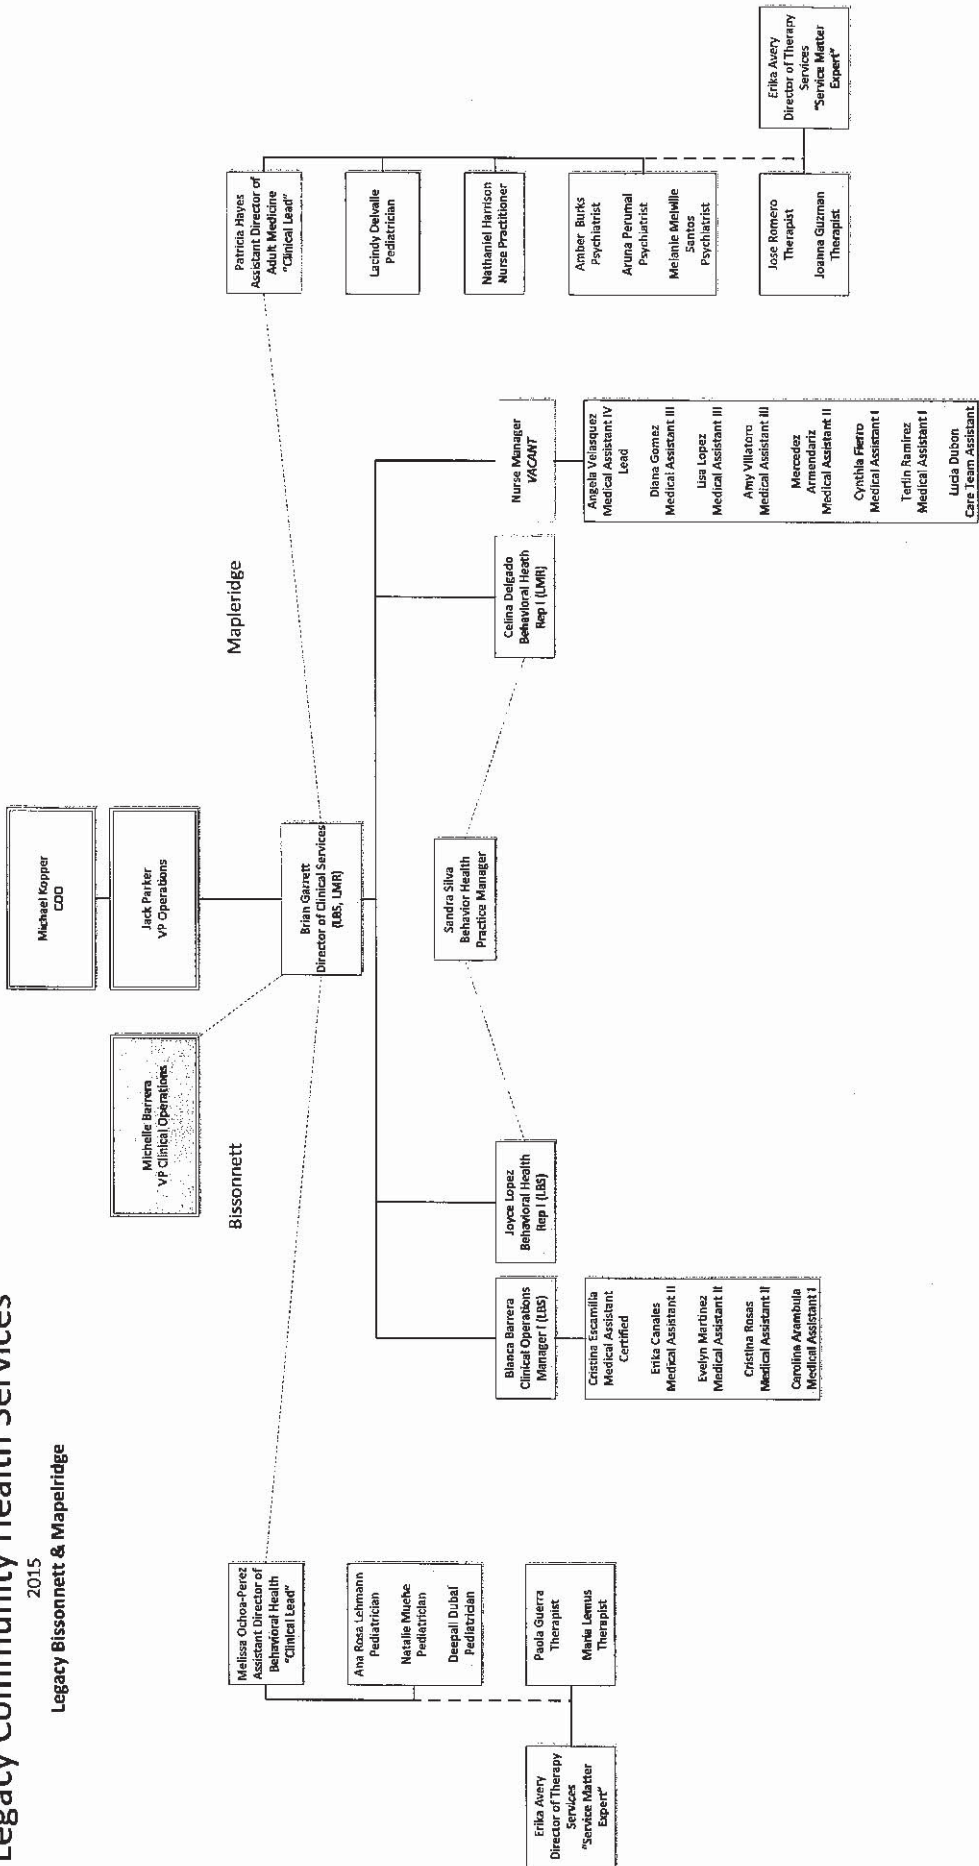 Legacy Community Health Services
2015
Legacy Bissonnett & Mapelridge
Michael Kopper
COO
Jack Parker
VP Operations
Michelle Barrera
VP Clinical Operations
Bissonnett
Mapleridge
Melissa Ochoa-Perez
Assistant Director of
Behavioral Health
"Clinical Lead"
Brian Garrett
Director of Clinical Services
(LBS, LMR)
Patricia Hayes
Assistant Director of
Adult Medicine
"Clinical Lead"
Ana Rosa Lehmann
Pediatrician
Natalie Muehe
Pediatrician
Deepali Dubal
Pediatrician
Lacindy Delvalle
Pediatrician
Sandra Silva
Behavior Health
Practice Manager
Nathaniel Harrison
Nurse Practitioner
Erika Avery
Director of Therapy
Services
"Service Matter
Expert"
Paola Guerra
Therapist
Maria Lemus
Therapist
Blanca Barrera
Clinical Operations
Manager I (LBS)
Joyce Lopez
Behavioral Health
Rep I (LBS)
Celina Delgado
Behavioral Heath
Rep I (LMR)
Nurse Manager
VACANT
Amber Burks
Psychiatrist
Aruna Perumal
Psychiatrist
Melanie Melville
Santos
Psychiatrist
Cristina Escamilla
Medical Assistant
Certified
Erika Canales
Medical Assistant II
Evelyn Martinez
Medical Assistant II
Cristina Rosas
Medical Assistant II
Carolina Arambula
Medical Assistant I
Angela Velasquez
Medical Assistant IV
Lead
Diana Gomez
Medical Assistant III
Lisa Lopez
Medical Assistant III
Amy Villatoro
Medical Assistant III
Mercedez
Armendariz
Medical Assistant II
Cynthia Fierro
Medical Assistant I
Terlin Ramirez
Medical Assistant I
Lucia Dubon
Care Team Assistant
Jose Romero
Therapist
Joanna Guzman
Therapist
Erika Avery
Director of Therapy
Services
"Service Matter
Expert"